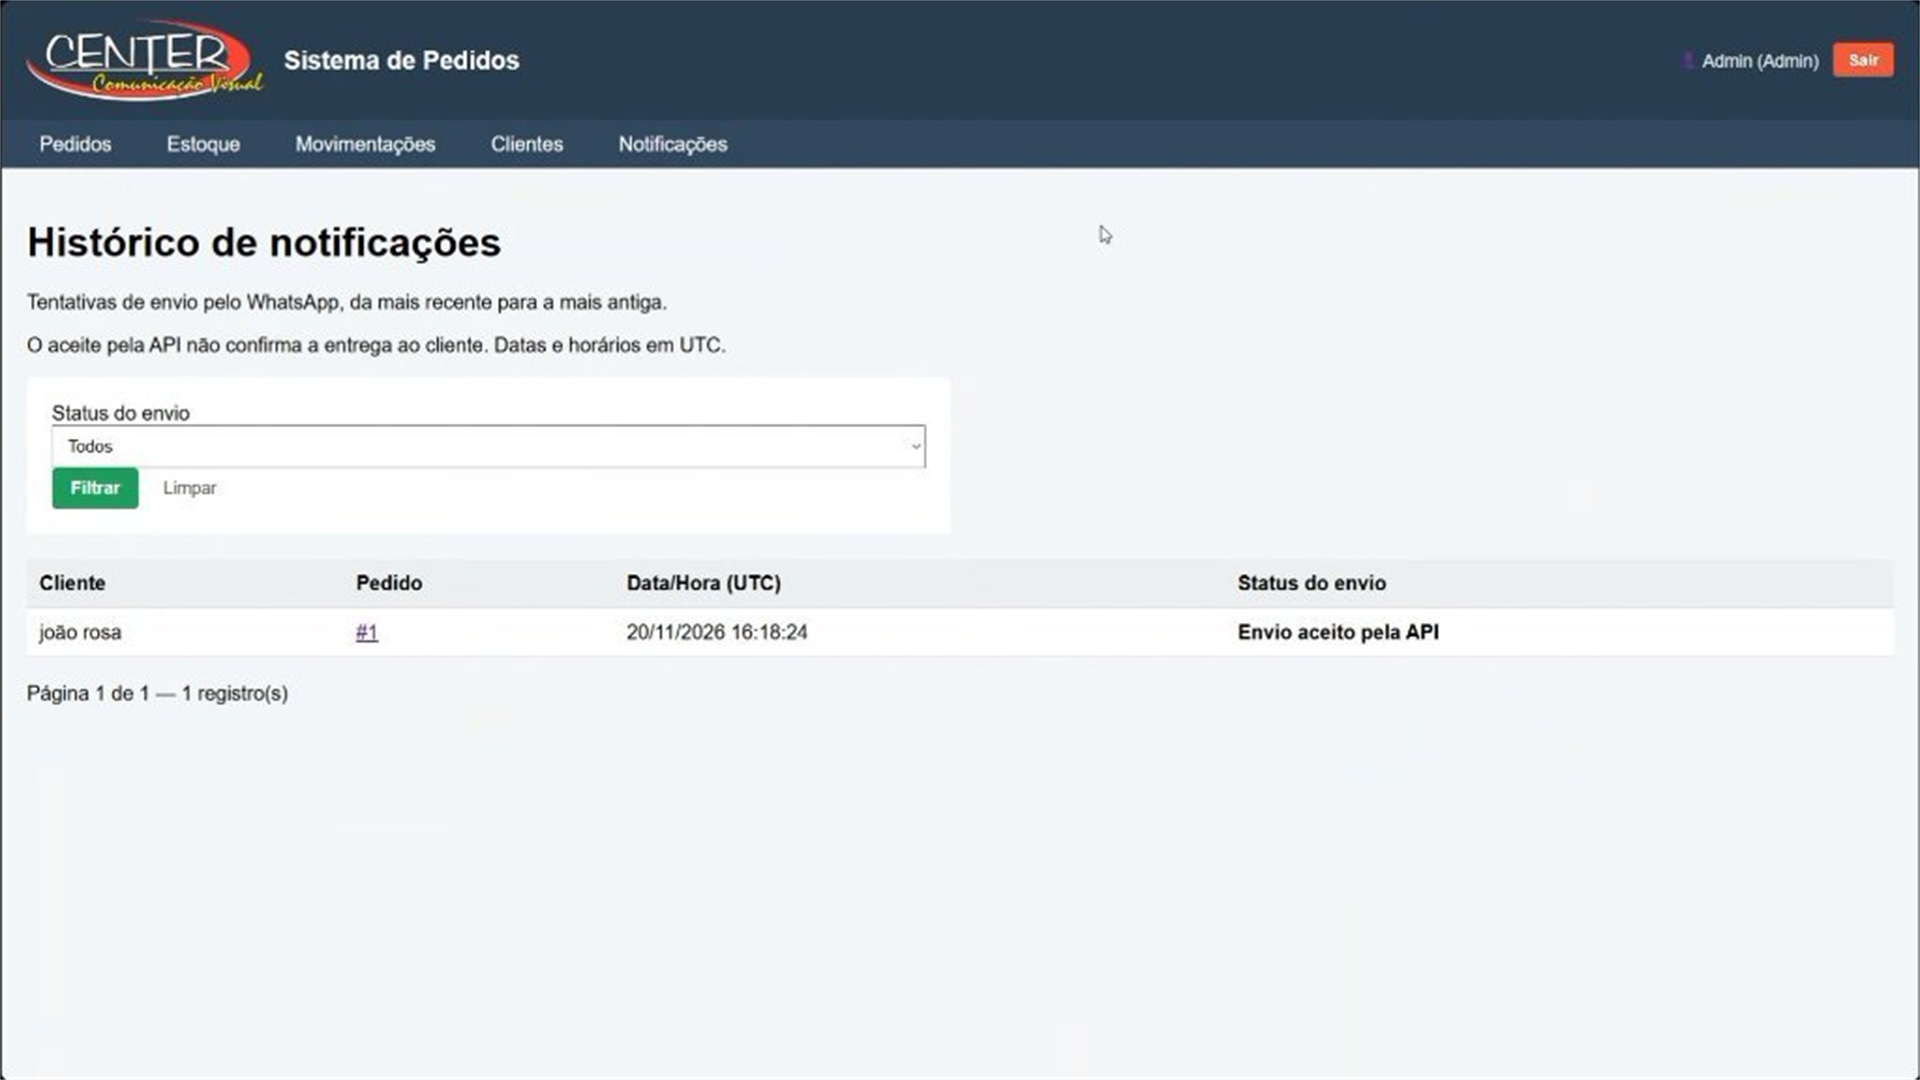 CENTER
Comunicação Visual
Sistema de Pedidos
Admin (Admin)
Sair
Pedidos
Estoque
Movimentações
Clientes
Notificações
Histórico de notificações
Tentativas de envio pelo WhatsApp, da mais recente para a mais antiga.
O aceite pela API não confirma a entrega ao cliente. Datas e horários em UTC.
Status do envio
Todos
Filtrar
Limpar
Cliente Pedido Data/Hora (UTC) Status do envio
joão rosa #1 20/11/2026 16:18:24 Envio aceito pela API
Página 1 de 1 — 1 registro(s)